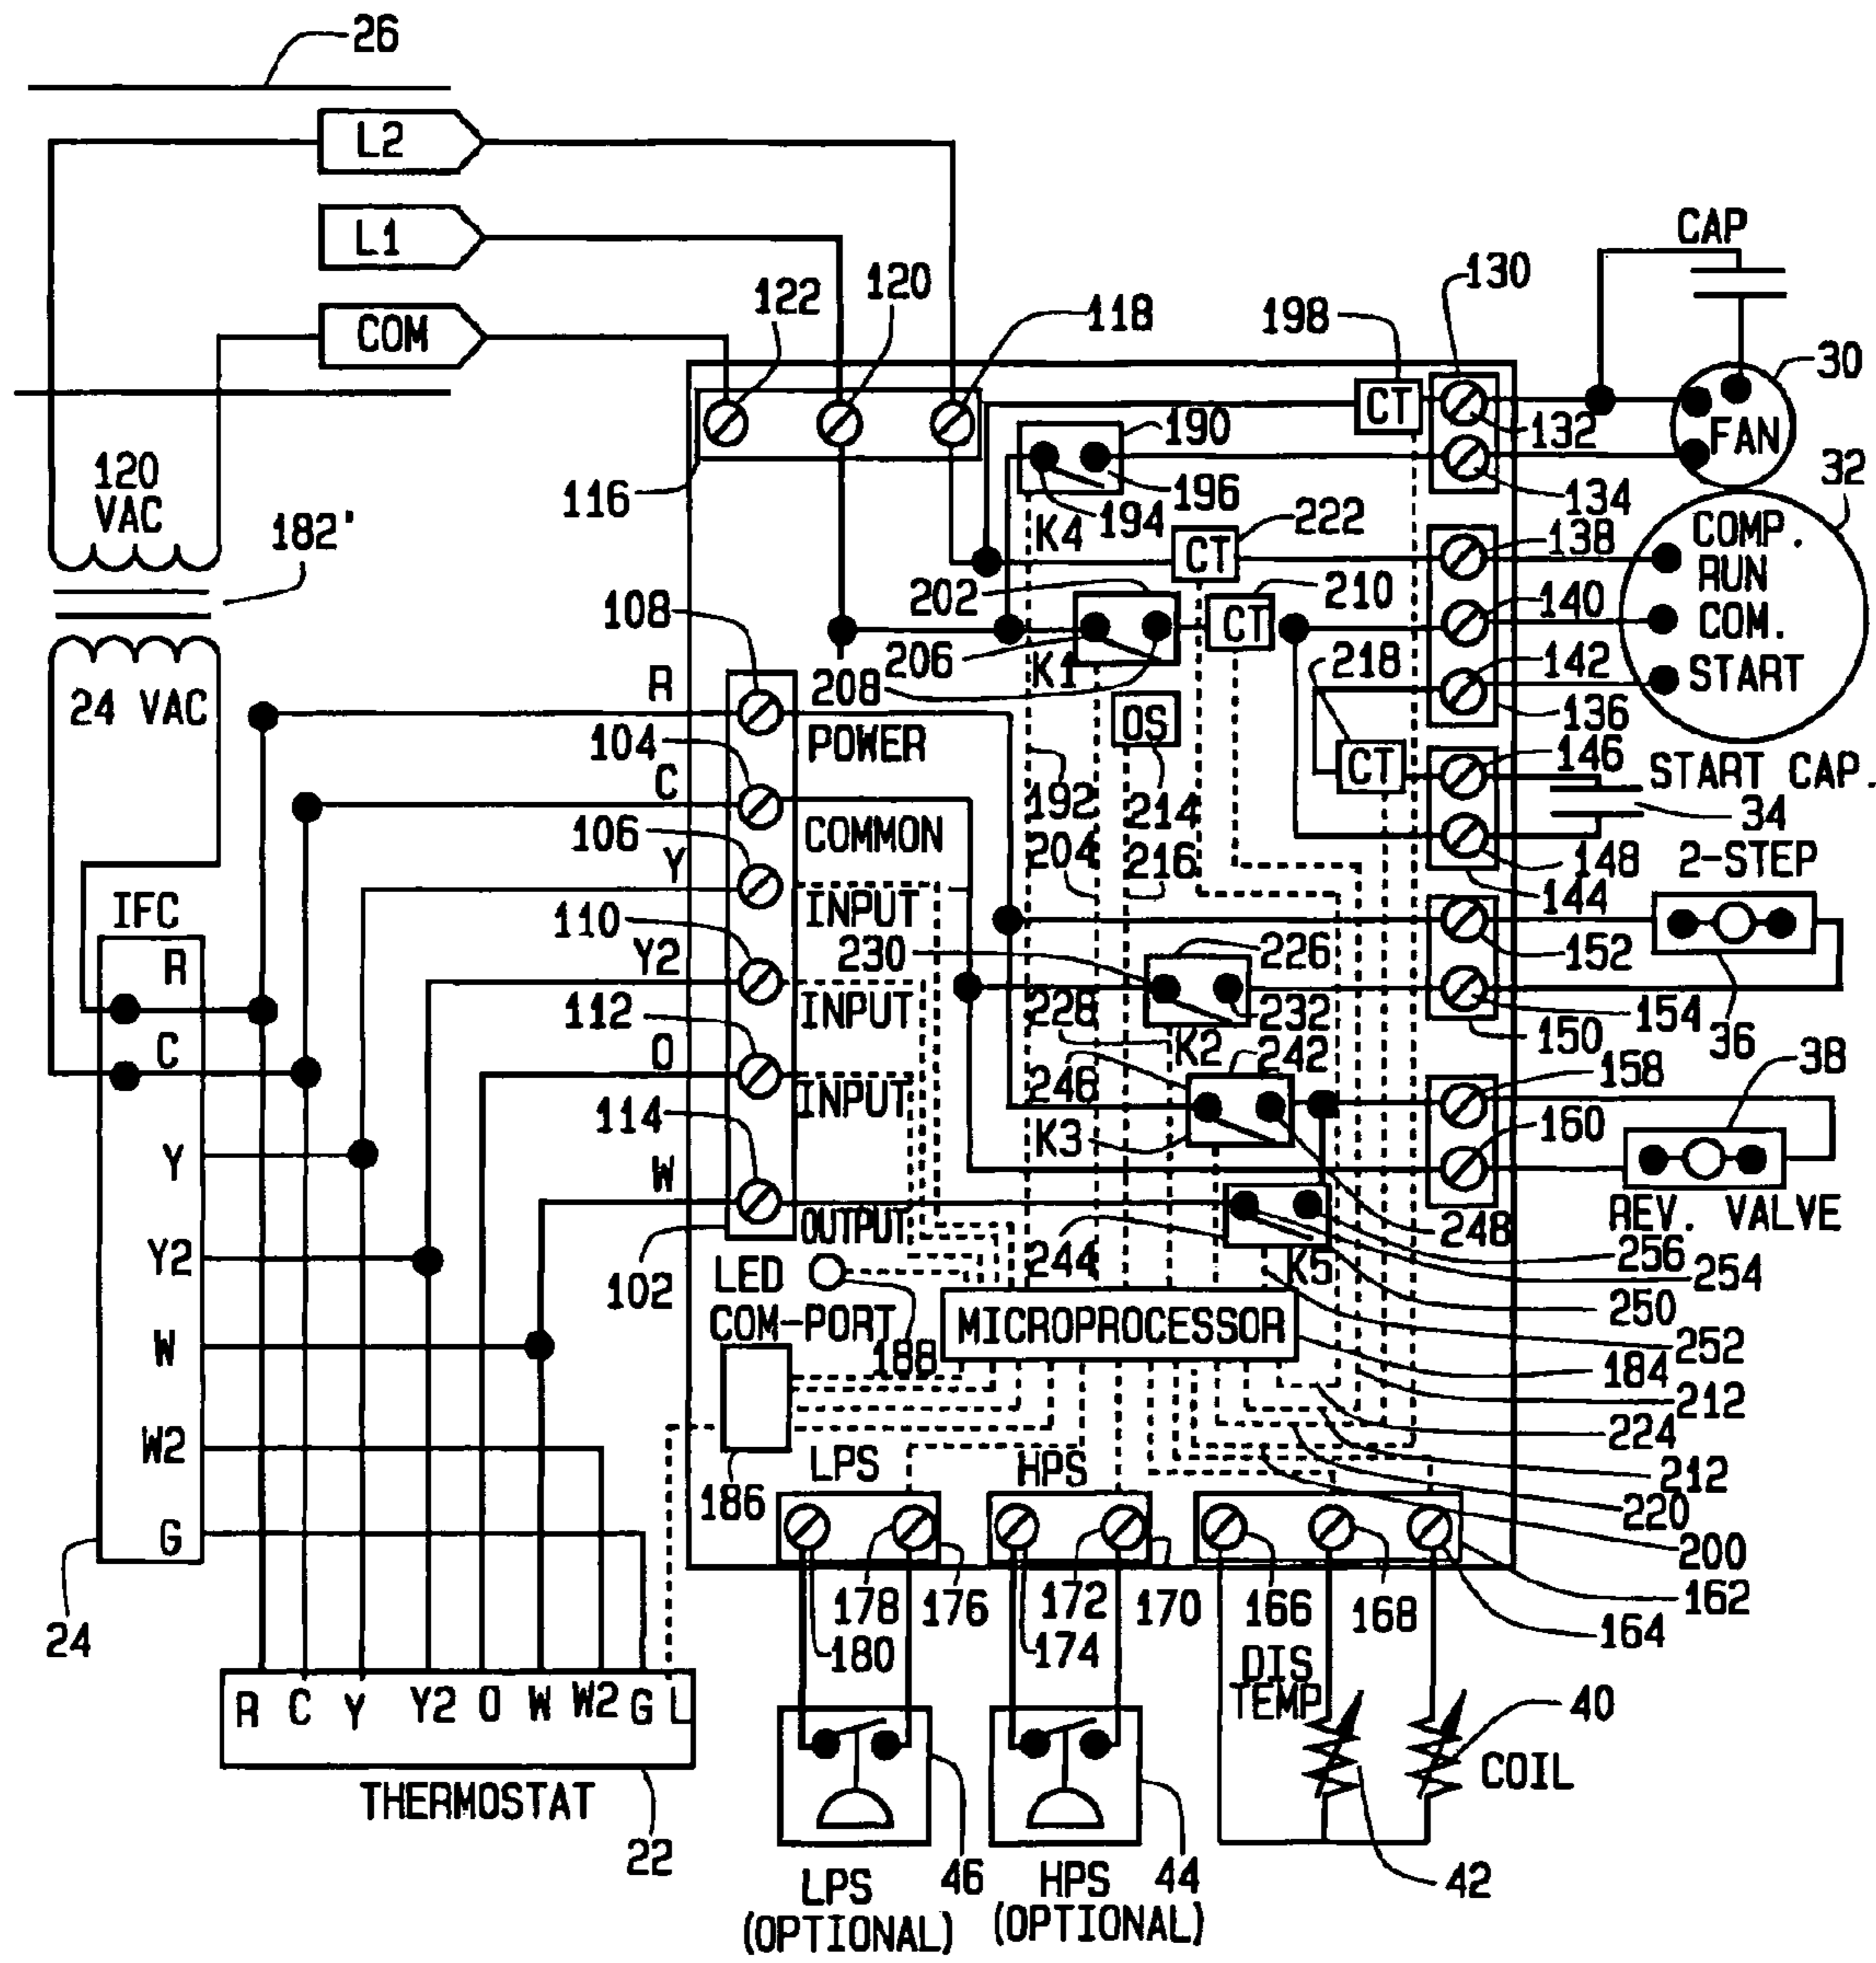 26
L2
L1
COM
CAP
122
120
118
198
130
30
CT
132
FAN
190
196
194
K4
134
32
116
120
VAC
182'
222
CT
138
COMP.
RUN
COM.
START
202
210
CT
140
108
206
K1
208
218
142
136
R
24 VAC
POWER
OS
104
C
192
214
CT
146
START CAP.
34
COMMON
106
Y
204
216
148
144
2-STEP
IFC
INPUT
110
Y2
230
226
152
R
INPUT
228
232
154
36
112
K2
150
C
O
246
242
158
38
INPUT
114
K3
160
Y
W
OUTPUT
248
REV. VALVE
244
K5
256
254
Y2
LED
102
250
COM-PORT
MICROPROCESSOR
252
188
184
W
212
224
W2
LPS
HPS
212
186
220
G
200
24
178
176
172
170
166
168
162
180
174
164
DIS
TEMP
R
C
Y
Y2
O
W
W2
G
L
40
COIL
THERMOSTAT
22
46
44
42
LPS
(OPTIONAL)
HPS
(OPTIONAL)